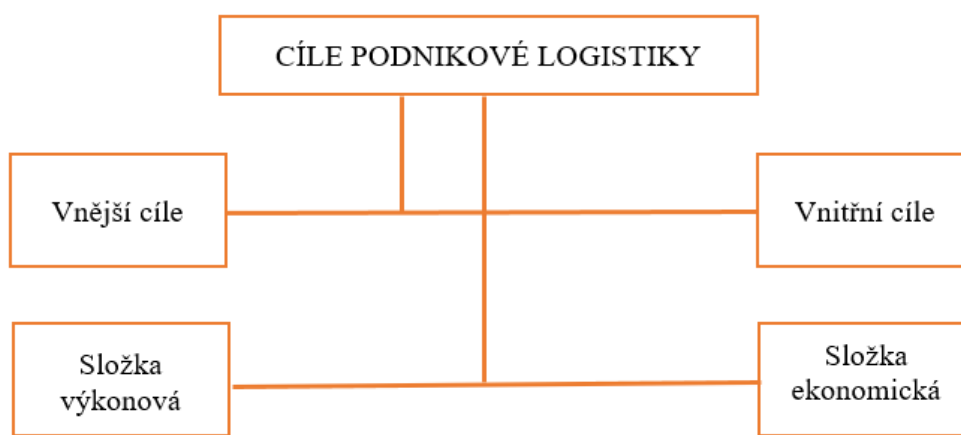 CÍLE PODNIKOVÉ LOGISTIKY
Vnější cíle
Vnitřní cíle
Složka
výkonová
Složka
ekonomická